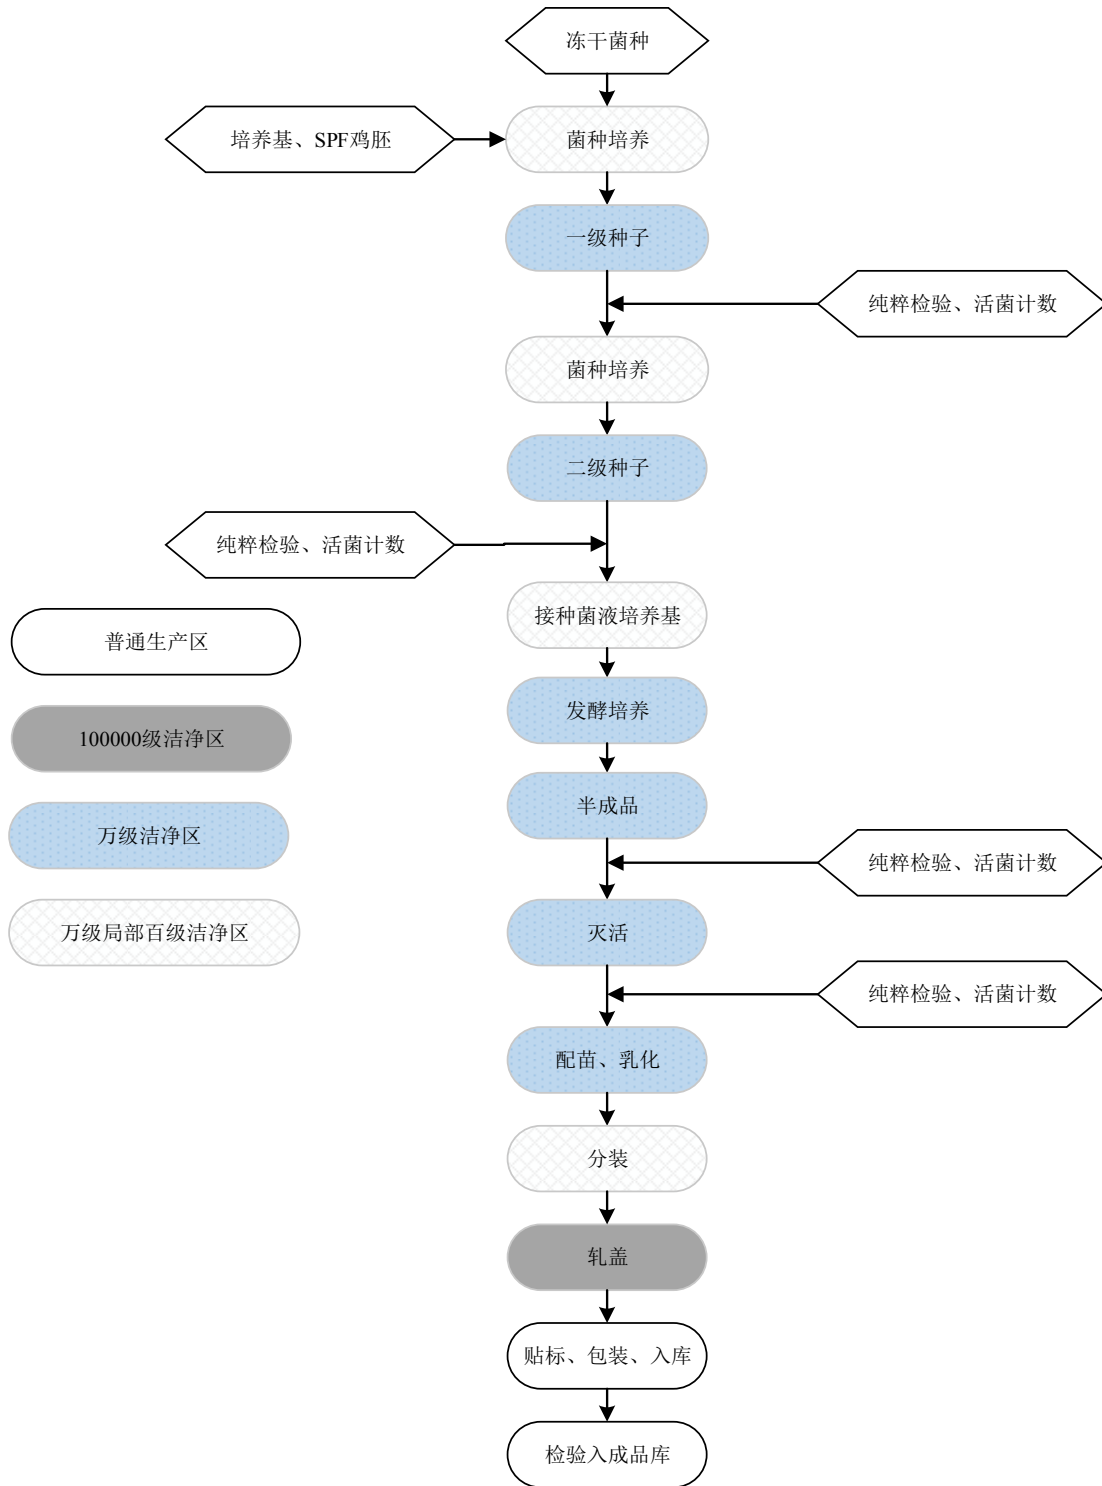 冻干菌种
培养基、SPF鸡胚
菌种培养
一级种子
纯粹检验、活菌计数
菌种培养
二级种子
纯粹检验、活菌计数
接种菌液培养基
普通生产区
发酵培养
100000级洁净区
半成品
万级洁净区
纯粹检验、活菌计数
灭活
万级局部百级洁净区
纯粹检验、活菌计数
配苗、乳化
分装
轧盖
贴标、包装、入库
检验入成品库